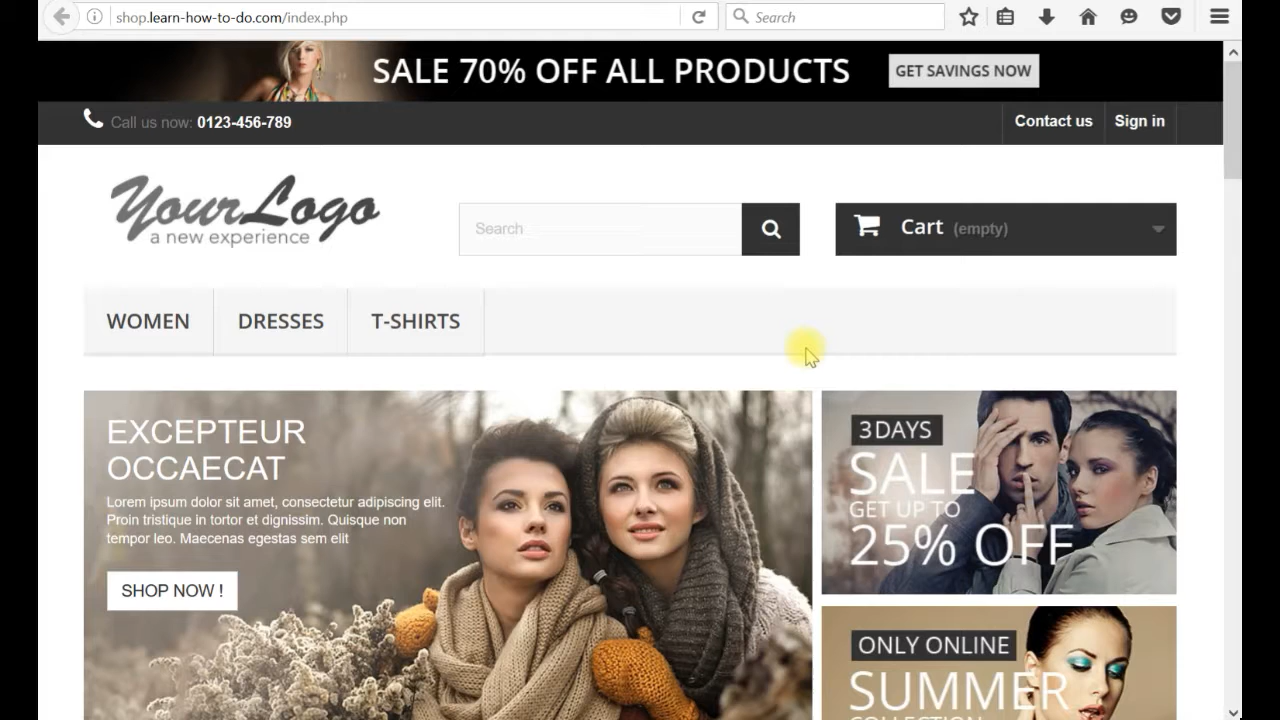 shop.learn-how-to-do.com/index.php
Search
SALE 70% OFF ALL PRODUCTS
GET SAVINGS NOW
Call us now: 0123-456-789
Contact us
Sign in
YourLogo
a new experience
Search
Cart (empty)
WOMEN
DRESSES
T-SHIRTS
EXCEPTEUR
OCCAECAT
Lorem ipsum dolor sit amet, consectetur adipiscing elit.
Proin tristique in tortor et dignissim. Quisque non
tempor leo. Maecenas egestas sem elit
SHOP NOW !
3DAYS
SALE
GET UP TO
25% OFF
ONLY ONLINE
SUMMER
COLLECTION